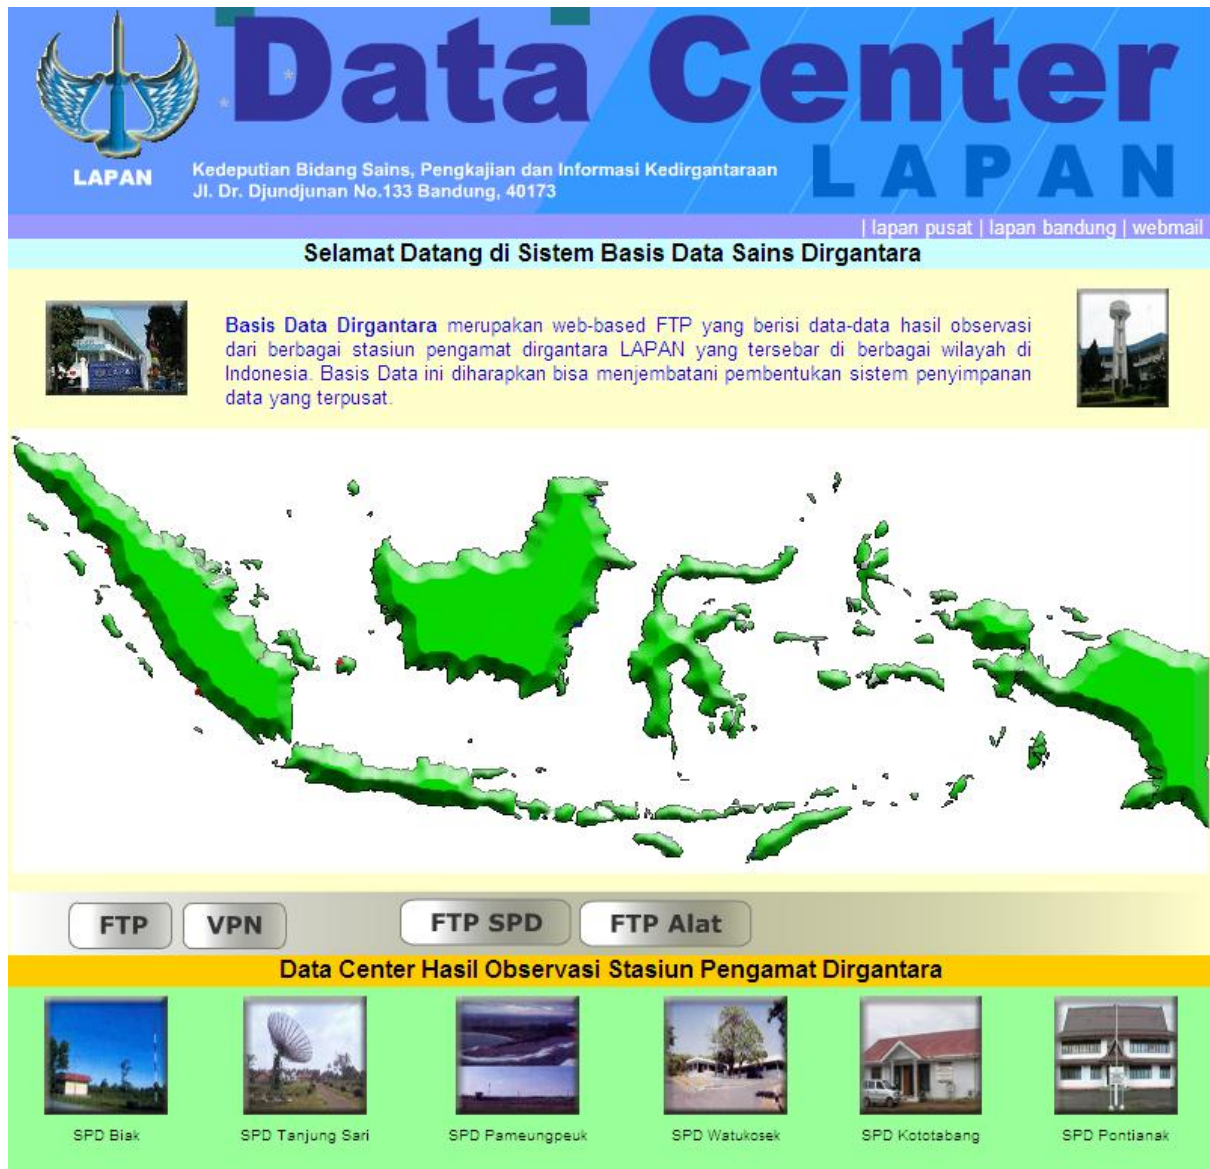 Data Center
LAPAN
LAPAN
Kedeputian Bidang Sains, Pengkajian dan Informasi Kedirgantaraan
Jl. Dr. Djundjunan No.133 Bandung, 40173
| lapan pusat | lapan bandung | webmail
Selamat Datang di Sistem Basis Data Sains Dirgantara
Basis Data Dirgantara merupakan web-based FTP yang berisi data-data hasil observasi
dari berbagai stasiun pengamat dirgantara LAPAN yang tersebar di berbagai wilayah di
Indonesia. Basis Data ini diharapkan bisa menjembatani pembentukan sistem penyimpanan
data yang terpusat.
FTP VPN FTP SPD FTP Alat
Data Center Hasil Observasi Stasiun Pengamat Dirgantara
SPD Biak SPD Tanjung Sari SPD Pameungpeuk SPD Watukosek SPD Kototabang SPD Pontianak